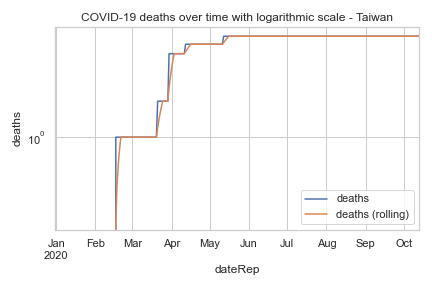 COVID-19 deaths over time with logarithmic scale - Taiwan
deaths
10⁰
deaths
deaths (rolling)
Jan Feb Mar Apr May Jun Jul Aug Sep Oct
2020
dateRep